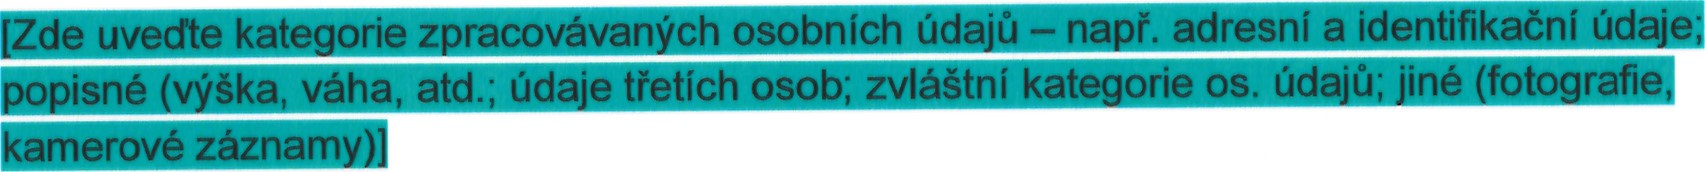 [Zde uveďte kategorie zpracovávaných osobních údajů – např. adresní a identifikační údaje;
popisné (výška, váha, atd.; údaje třetích osob; zvláštní kategorie os. údajů; jiné (fotografie,
kamerové záznamy)]